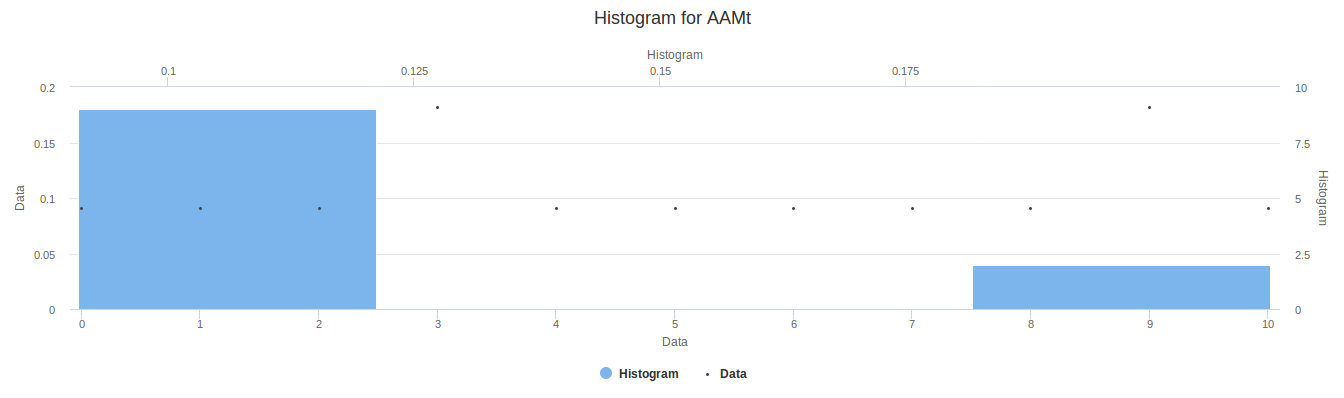 Histogram for AAMt
Histogram
0.1 0.125 0.15 0.175
0.2 10
0.15 7.5
Data 0.1 5 Histogram
0.05 2.5
0 0
0 1 2 3 4 5 6 7 8 9 10
Data
Histogram Data